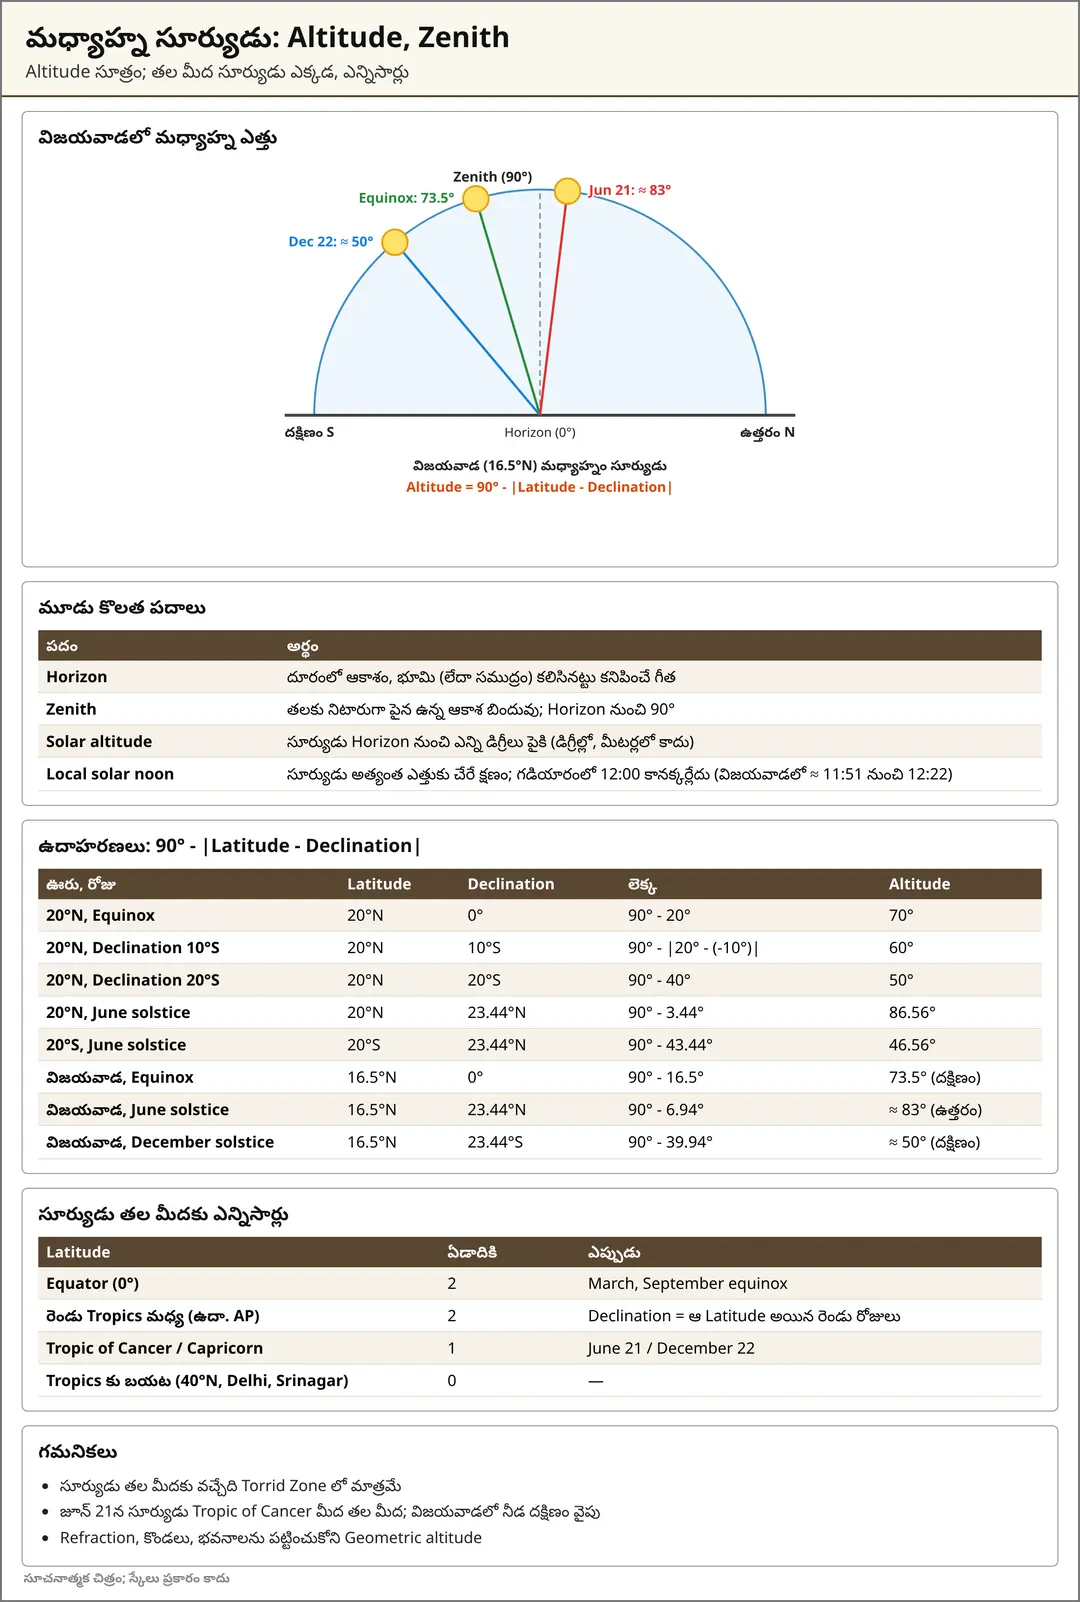 మధ్యాహ్న సూర్యుడు: Altitude, Zenith
Altitude సూత్రం; తల మీద సూర్యుడు ఎక్కడ, ఎన్నిసార్లు
విజయవాడలో మధ్యాహ్న ఎత్తు
Zenith (90°)
Equinox: 73.5°
Jun 21: ≈ 83°
Dec 22: ≈ 50°
దక్షిణం S
Horizon (0°)
ఉత్తరం N
విజయవాడ (16.5°N) మధ్యాహ్నం సూర్యుడు
Altitude = 90° - |Latitude - Declination|
మూడు కొలత పదాలు
పదం అర్థం
Horizon దూరంలో ఆకాశం, భూమి (లేదా సముద్రం) కలిసినట్టు కనిపించే గీత
Zenith తలకు నిటారుగా పైన ఉన్న ఆకాశ బిందువు; Horizon నుంచి 90°
Solar altitude సూర్యుడు Horizon నుంచి ఎన్ని డిగ్రీలు పైకి (డిగ్రీల్లో, మీటర్లలో కాదు)
Local solar noon సూర్యుడు అత్యంత ఎత్తుకు చేరే క్షణం; గడియారంలో 12:00 కానక్కర్లేదు (విజయవాడలో ≈ 11:51 నుంచి 12:22)
ఉదాహరణలు: 90° - |Latitude - Declination|
ఊరు, రోజు Latitude Declination లెక్క Altitude
20°N, Equinox 20°N 0° 90° - 20° 70°
20°N, Declination 10°S 20°N 10°S 90° - |20° - (-10°)| 60°
20°N, Declination 20°S 20°N 20°S 90° - 40° 50°
20°N, June solstice 20°N 23.44°N 90° - 3.44° 86.56°
20°S, June solstice 20°S 23.44°N 90° - 43.44° 46.56°
విజయవాడ, Equinox 16.5°N 0° 90° - 16.5° 73.5° (దక్షిణం)
విజయవాడ, June solstice 16.5°N 23.44°N 90° - 6.94° ≈ 83° (ఉత్తరం)
విజయవాడ, December solstice 16.5°N 23.44°S 90° - 39.94° ≈ 50° (దక్షిణం)
సూర్యుడు తల మీదకు ఎన్నిసార్లు
Latitude ఏడాదికి ఎప్పుడు
Equator (0°) 2 March, September equinox
రెండు Tropics మధ్య (ఉదా. AP) 2 Declination = ఆ Latitude అయిన రెండు రోజులు
Tropic of Cancer / Capricorn 1 June 21 / December 22
Tropics కు బయట (40°N, Delhi, Srinagar) 0 —
గమనికలు
• సూర్యుడు తల మీదకు వచ్చేది Torrid Zone లో మాత్రమే
• జూన్ 21న సూర్యుడు Tropic of Cancer మీద తల మీద; విజయవాడలో నీడ దక్షిణం వైపు
• Refraction, కొండలు, భవనాలను పట్టించుకోని Geometric altitude
సూచనాత్మక చిత్రం; స్కేలు ప్రకారం కాదు